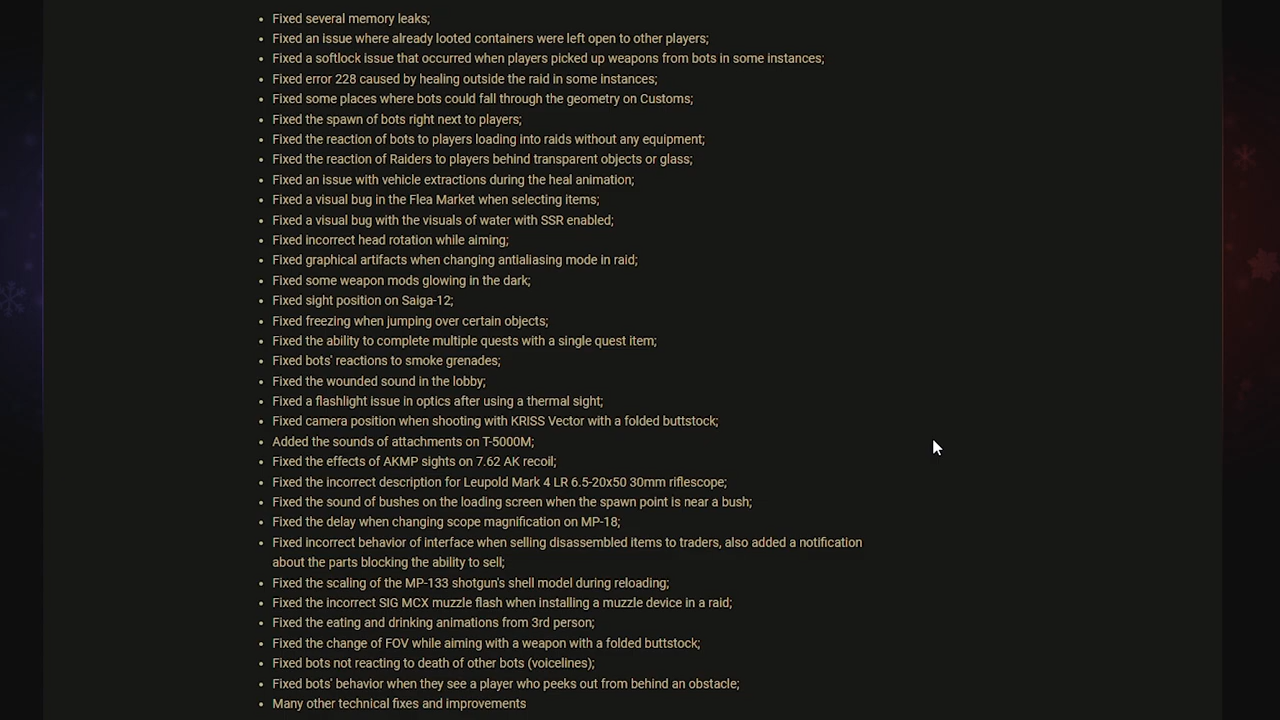 • Fixed several memory leaks;
• Fixed an issue where already looted containers were left open to other players;
• Fixed a softlock issue that occurred when players picked up weapons from bots in some instances;
• Fixed error 228 caused by healing outside the raid in some instances;
• Fixed some places where bots could fall through the geometry on Customs;
• Fixed the spawn of bots right next to players;
• Fixed the reaction of bots to players loading into raids without any equipment;
• Fixed the reaction of Raiders to players behind transparent objects or glass;
• Fixed an issue with vehicle extractions during the heal animation;
• Fixed a visual bug in the Flea Market when selecting items;
• Fixed a visual bug with the visuals of water with SSR enabled;
• Fixed incorrect head rotation while aiming;
• Fixed graphical artifacts when changing antialiasing mode in raid;
• Fixed some weapon mods glowing in the dark;
• Fixed sight position on Saiga-12;
• Fixed freezing when jumping over certain objects;
• Fixed the ability to complete multiple quests with a single quest item;
• Fixed bots' reactions to smoke grenades;
• Fixed the wounded sound in the lobby;
• Fixed a flashlight issue in optics after using a thermal sight;
• Fixed camera position when shooting with KRISS Vector with a folded buttstock;
• Added the sounds of attachments on T-5000M;
• Fixed the effects of AKMP sights on 7.62 AK recoil;
• Fixed the incorrect description for Leupold Mark 4 LR 6.5-20x50 30mm riflescope;
• Fixed the sound of bushes on the loading screen when the spawn point is near a bush;
• Fixed the delay when changing scope magnification on MP-18;
• Fixed incorrect behavior of interface when selling disassembled items to traders, also added a notification
about the parts blocking the ability to sell;
• Fixed the scaling of the MP-133 shotgun's shell model during reloading;
• Fixed the incorrect SIG MCX muzzle flash when installing a muzzle device in a raid;
• Fixed the eating and drinking animations from 3rd person;
• Fixed the change of FOV while aiming with a weapon with a folded buttstock;
• Fixed bots not reacting to death of other bots (voicelines);
• Fixed bots' behavior when they see a player who peeks out from behind an obstacle;
• Many other technical fixes and improvements